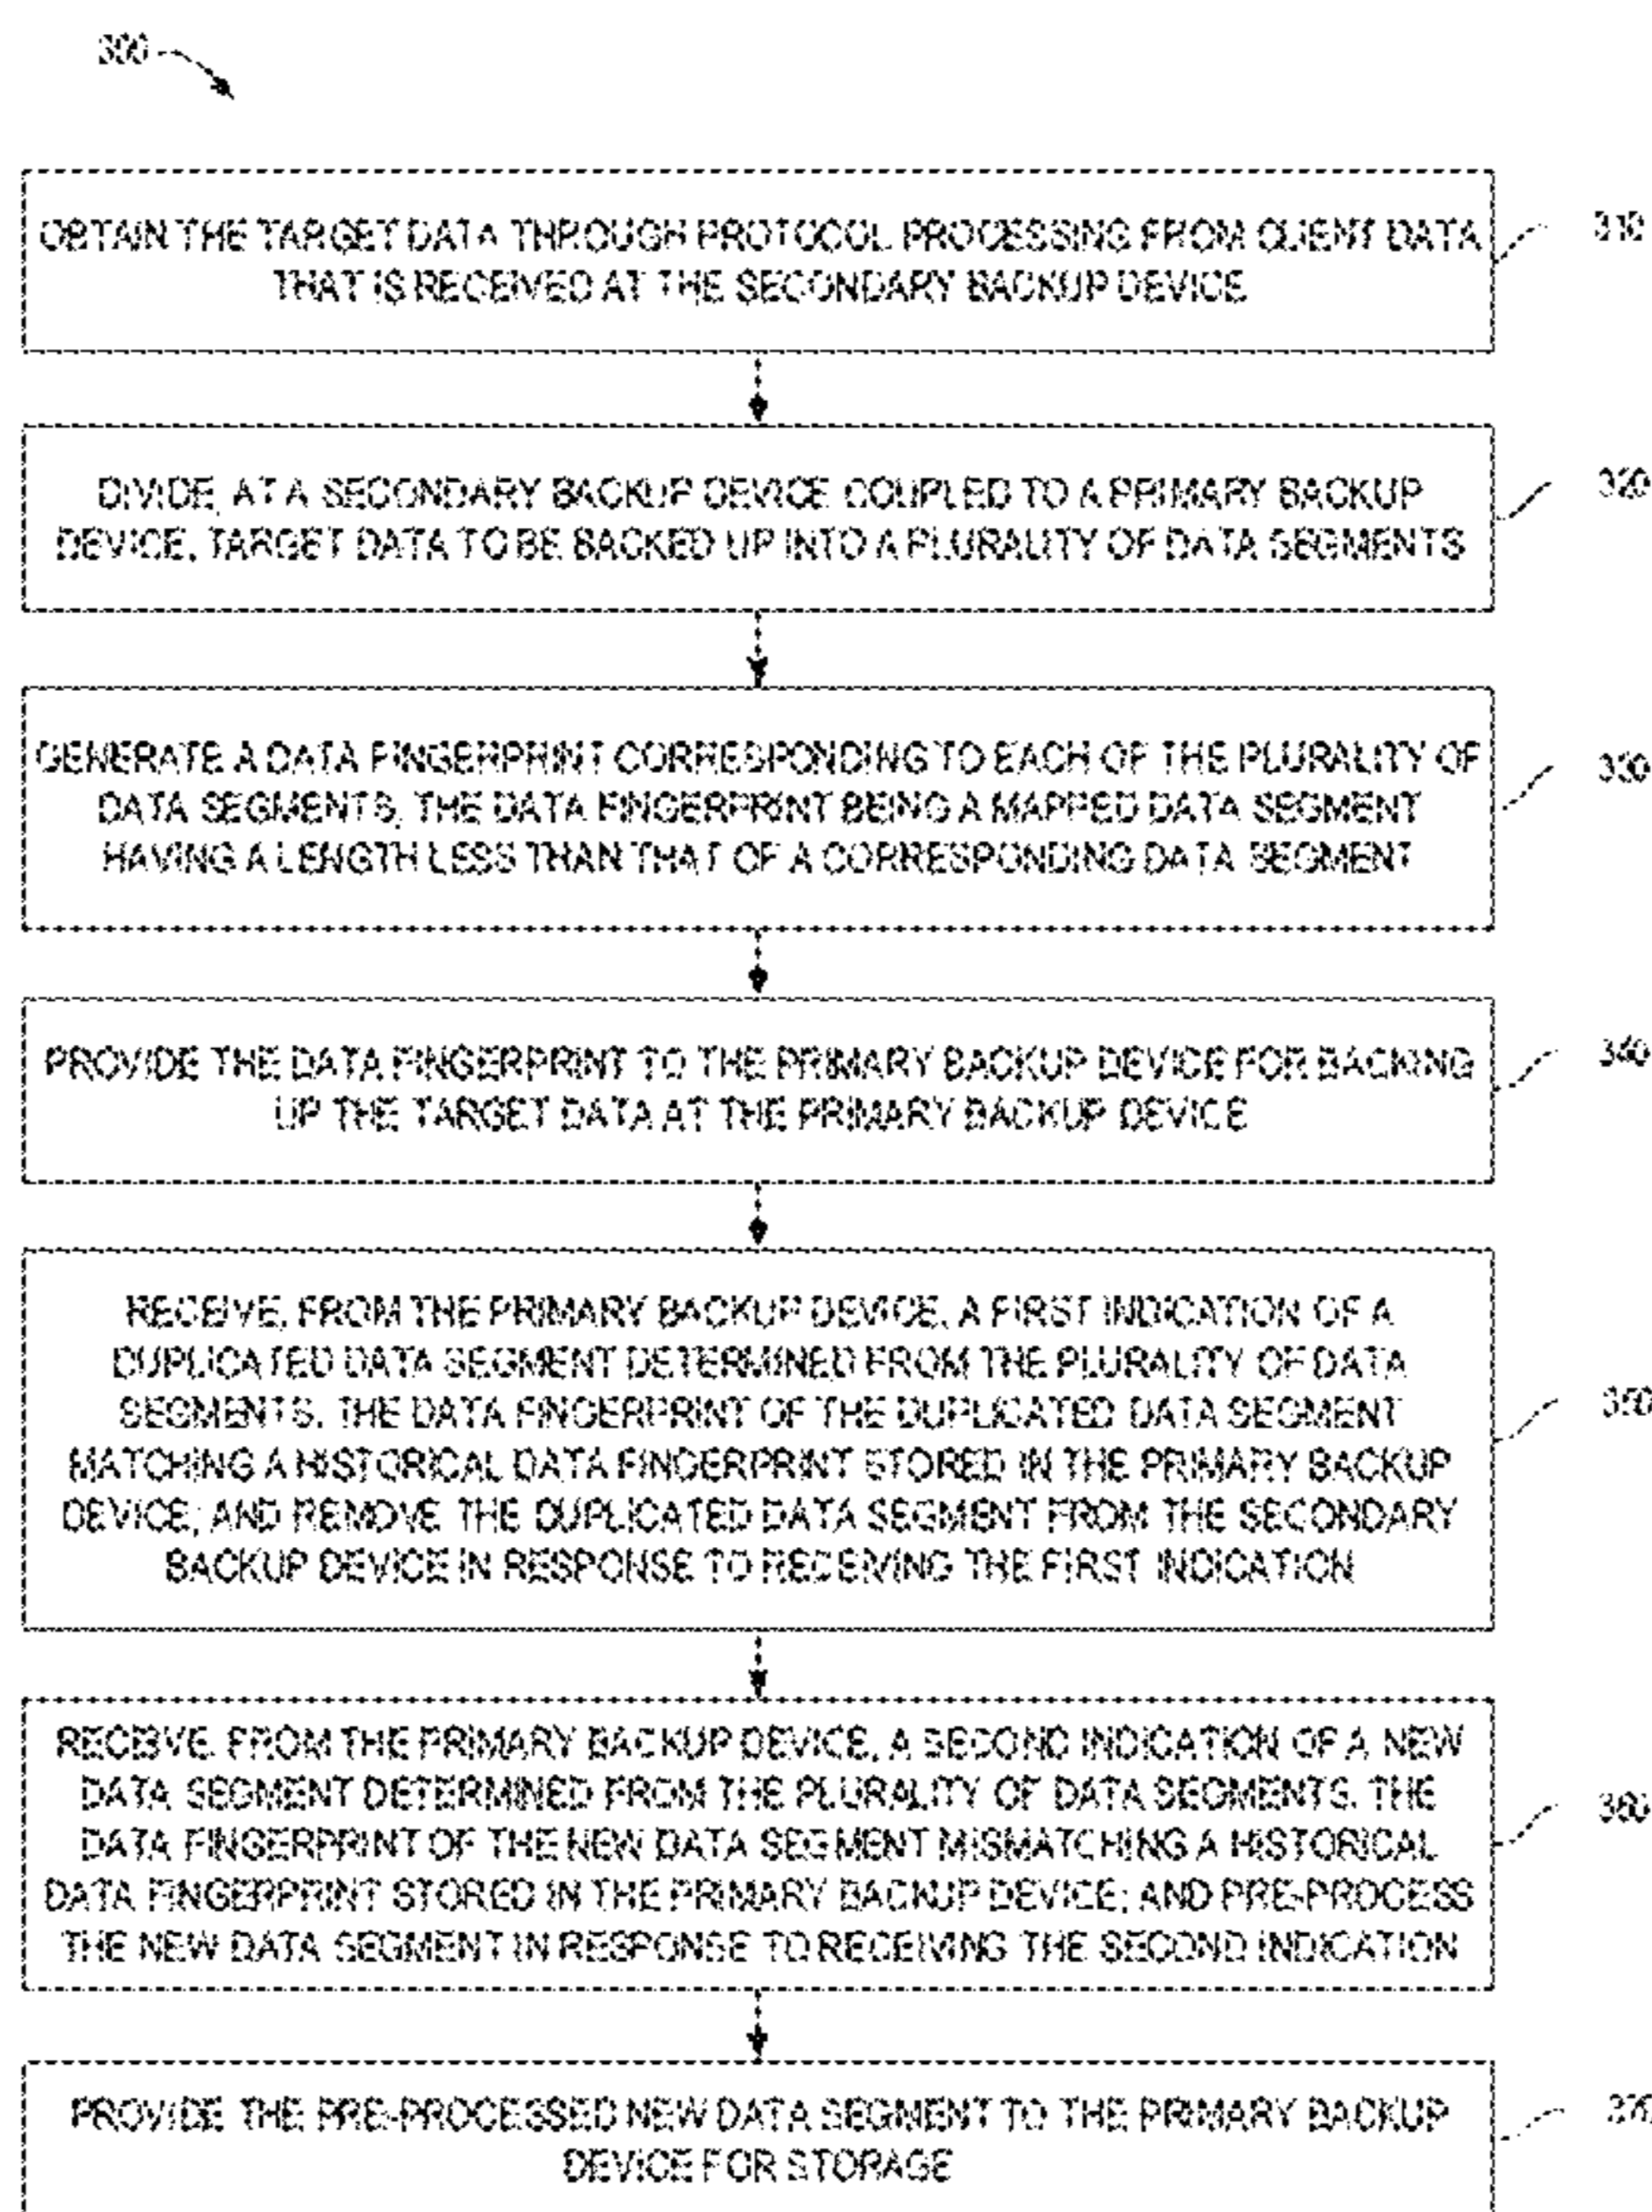 300
OBTAIN THE TARGET DATA THROUGH PROTOCOL PROCESSING FROM CLIENT DATA
THAT IS RECEIVED AT THE SECONDARY BACKUP DEVICE
310
DIVIDE, AT A SECONDARY BACKUP DEVICE COUPLED TO A PRIMARY BACKUP
DEVICE, TARGET DATA TO BE BACKED UP INTO A PLURALITY OF DATA SEGMENTS
320
GENERATE A DATA FINGERPRINT CORRESPONDING TO EACH OF THE PLURALITY OF
DATA SEGMENTS, THE DATA FINGERPRINT BEING A MAPPED DATA SEGMENT
HAVING A LENGTH LESS THAN THAT OF A CORRESPONDING DATA SEGMENT
330
PROVIDE THE DATA FINGERPRINT TO THE PRIMARY BACKUP DEVICE FOR BACKING
UP THE TARGET DATA AT THE PRIMARY BACKUP DEVICE
340
RECEIVE, FROM THE PRIMARY BACKUP DEVICE, A FIRST INDICATION OF A
DUPLICATED DATA SEGMENT DETERMINED FROM THE PLURALITY OF DATA
SEGMENTS, THE DATA FINGERPRINT OF THE DUPLICATED DATA SEGMENT
MATCHING A HISTORICAL DATA FINGERPRINT STORED IN THE PRIMARY BACKUP
DEVICE; AND REMOVE THE DUPLICATED DATA SEGMENT FROM THE SECONDARY
BACKUP DEVICE IN RESPONSE TO RECEIVING THE FIRST INDICATION
350
RECEIVE, FROM THE PRIMARY BACKUP DEVICE, A SECOND INDICATION OF A NEW
DATA SEGMENT DETERMINED FROM THE PLURALITY OF DATA SEGMENTS, THE
DATA FINGERPRINT OF THE NEW DATA SEGMENT MISMATCHING A HISTORICAL
DATA FINGERPRINT STORED IN THE PRIMARY BACKUP DEVICE; AND PRE-PROCESS
THE NEW DATA SEGMENT IN RESPONSE TO RECEIVING THE SECOND INDICATION
360
PROVIDE THE PRE-PROCESSED NEW DATA SEGMENT TO THE PRIMARY BACKUP
DEVICE FOR STORAGE
370